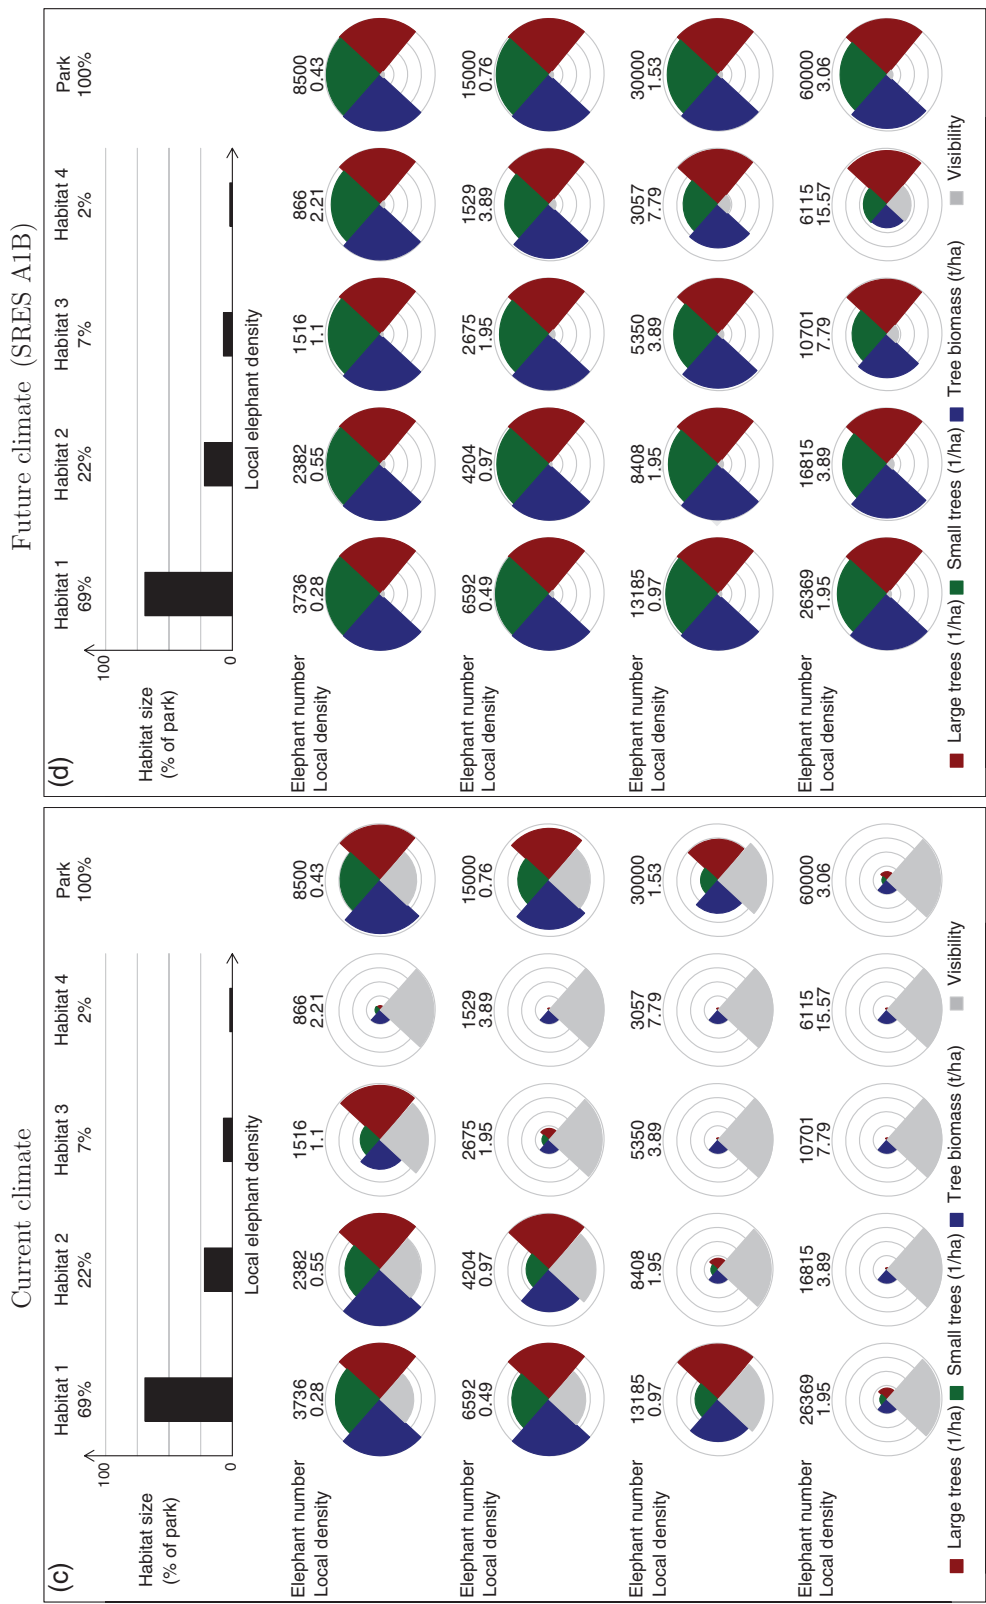 Current climate
(c)
Habitat 1 Habitat 2 Habitat 3 Habitat 4 Park
69% 22% 7% 2% 100%
Habitat size
(% of park)
100
0
Local elephant density
Elephant number 3736 2382 1516 866 8500
Local density 0.28 0.55 1.1 2.21 0.43
Elephant number 6592 4204 2675 1529 15000
Local density 0.49 0.97 1.95 3.89 0.76
Elephant number 13185 8408 5350 3057 30000
Local density 0.97 1.95 3.89 7.79 1.53
Elephant number 26369 16815 10701 6115 60000
Local density 1.95 3.89 7.79 15.57 3.06
Large trees (1/ha) Small trees (1/ha) Tree biomass (t/ha) Visibility
Future climate (SRES A1B)
(d)
Habitat 1 Habitat 2 Habitat 3 Habitat 4 Park
69% 22% 7% 2% 100%
Habitat size
(% of park)
100
0
Local elephant density
Elephant number 3736 2382 1516 866 8500
Local density 0.28 0.55 1.1 2.21 0.43
Elephant number 6592 4204 2675 1529 15000
Local density 0.49 0.97 1.95 3.89 0.76
Elephant number 13185 8408 5350 3057 30000
Local density 0.97 1.95 3.89 7.79 1.53
Elephant number 26369 16815 10701 6115 60000
Local density 1.95 3.89 7.79 15.57 3.06
Large trees (1/ha) Small trees (1/ha) Tree biomass (t/ha) Visibility